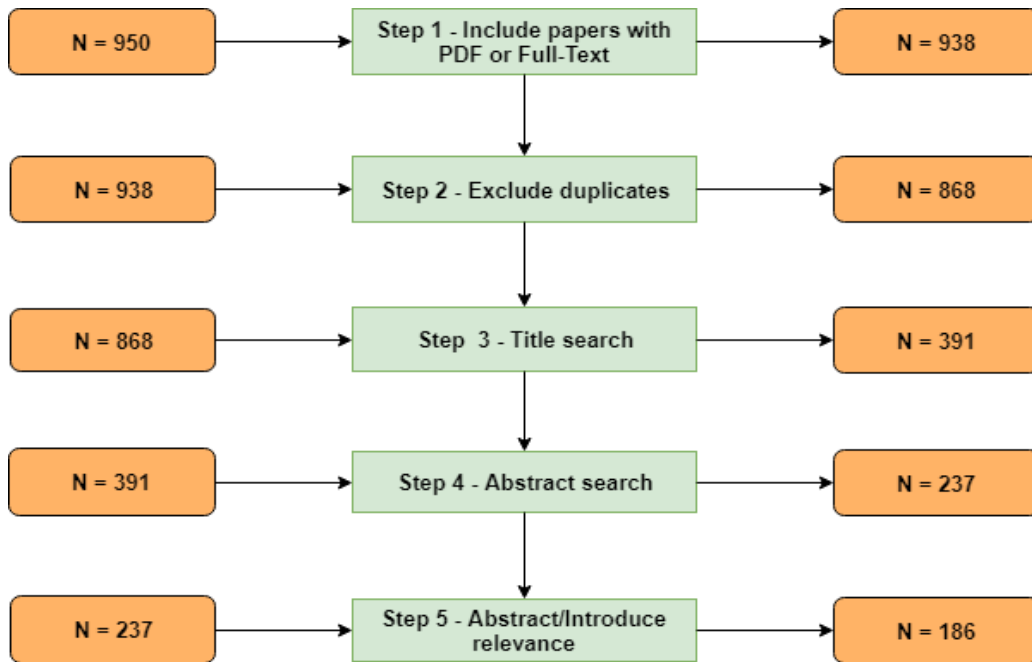 N = 950
Step 1 - Include papers with
PDF or Full-Text
N = 938
N = 938
Step 2 - Exclude duplicates
N = 868
N = 868
Step 3 - Title search
N = 391
N = 391
Step 4 - Abstract search
N = 237
N = 237
Step 5 - Abstract/Introduce
relevance
N = 186